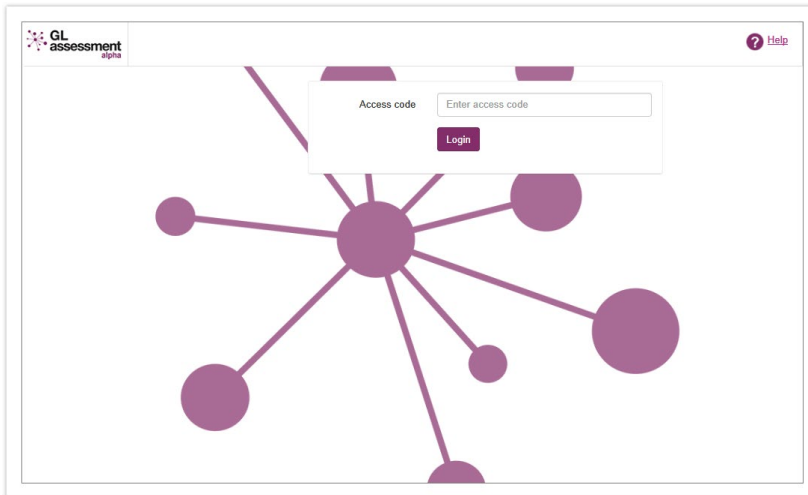 GL
assessment
alpha
? Help
Access code
Enter access code
Login